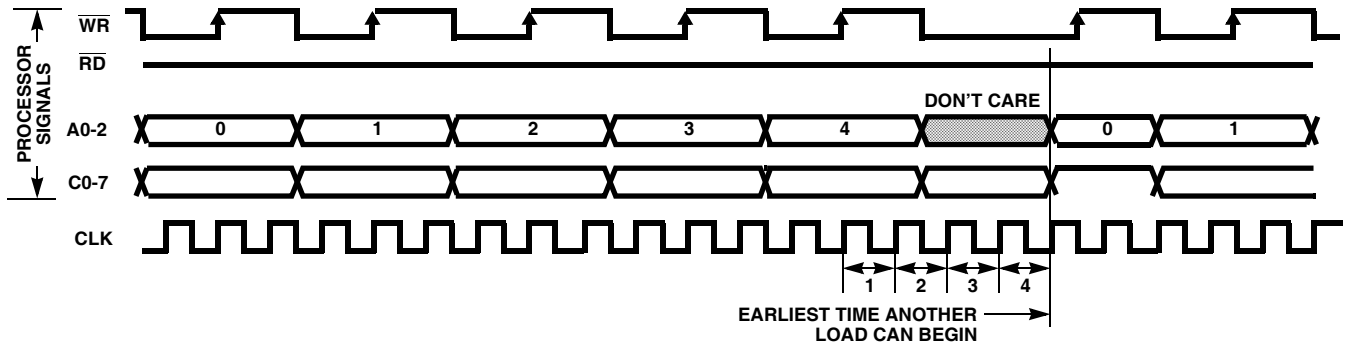 PROCESSOR
SIGNALS
WR
RD
DON'T CARE
A0-2
0
1
2
3
4
0
1
C0-7
CLK
1
2
3
4
EARLIEST TIME ANOTHER
LOAD CAN BEGIN